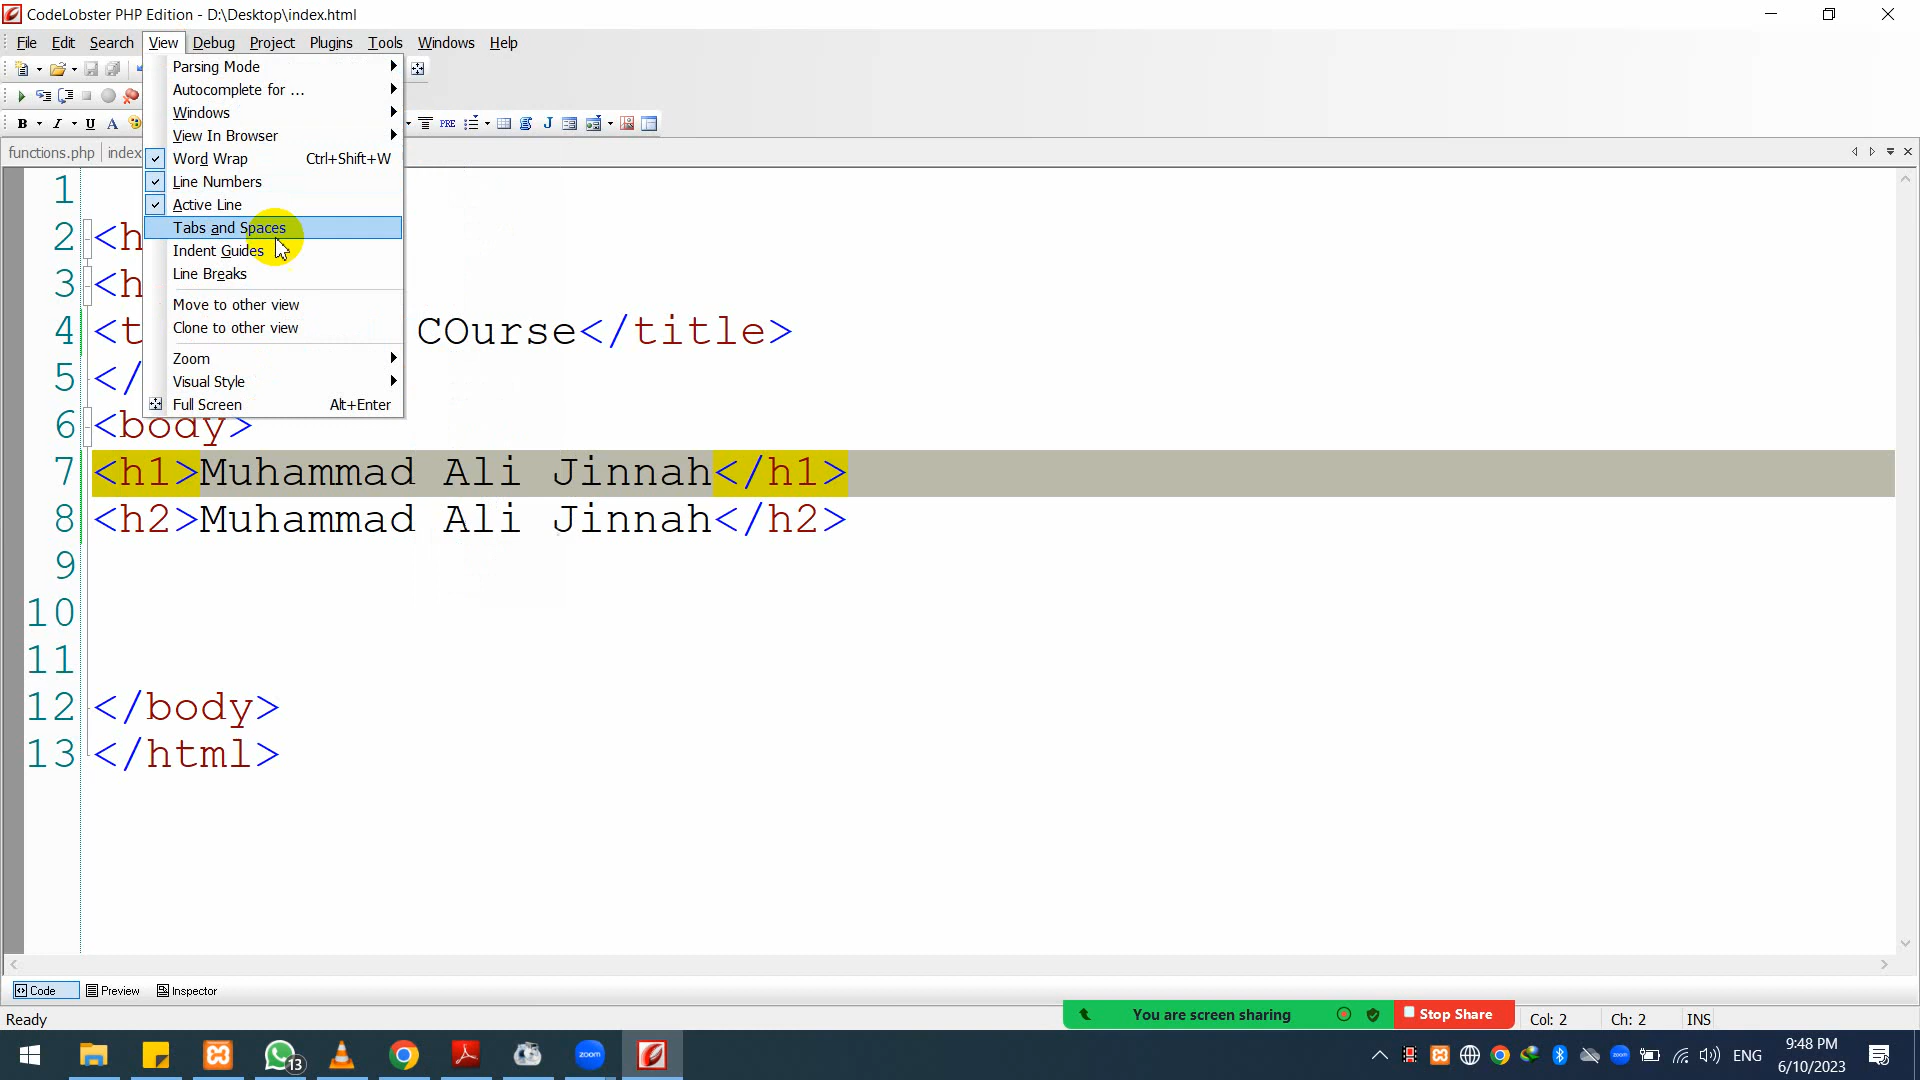 CodeLobster PHP Edition - D:\Desktop\index.html
File Edit Search View Debug Project Plugins Tools Windows Help
Parsing Mode
Autocomplete for ...
Windows
View In Browser
Word Wrap Ctrl+Shift+W
Line Numbers
Active Line
Tabs and Spaces
Indent Guides
Line Breaks
Move to other view
Clone to other view
Zoom
Visual Style
Full Screen Alt+Enter
B I U A PRE J
functions.php index
1
2 <h
3 <h
4 <t COurse</title>
5 </
6 <body>
7 <h1>Muhammad Ali Jinnah</h1>
8 <h2>Muhammad Ali Jinnah</h2>
9
10
11
12 </body>
13 </html>
Code Preview Inspector
Ready
You are screen sharing Stop Share
Col: 2 Ch: 2 INS
13 zoom
ENG
9:48 PM
6/10/2023